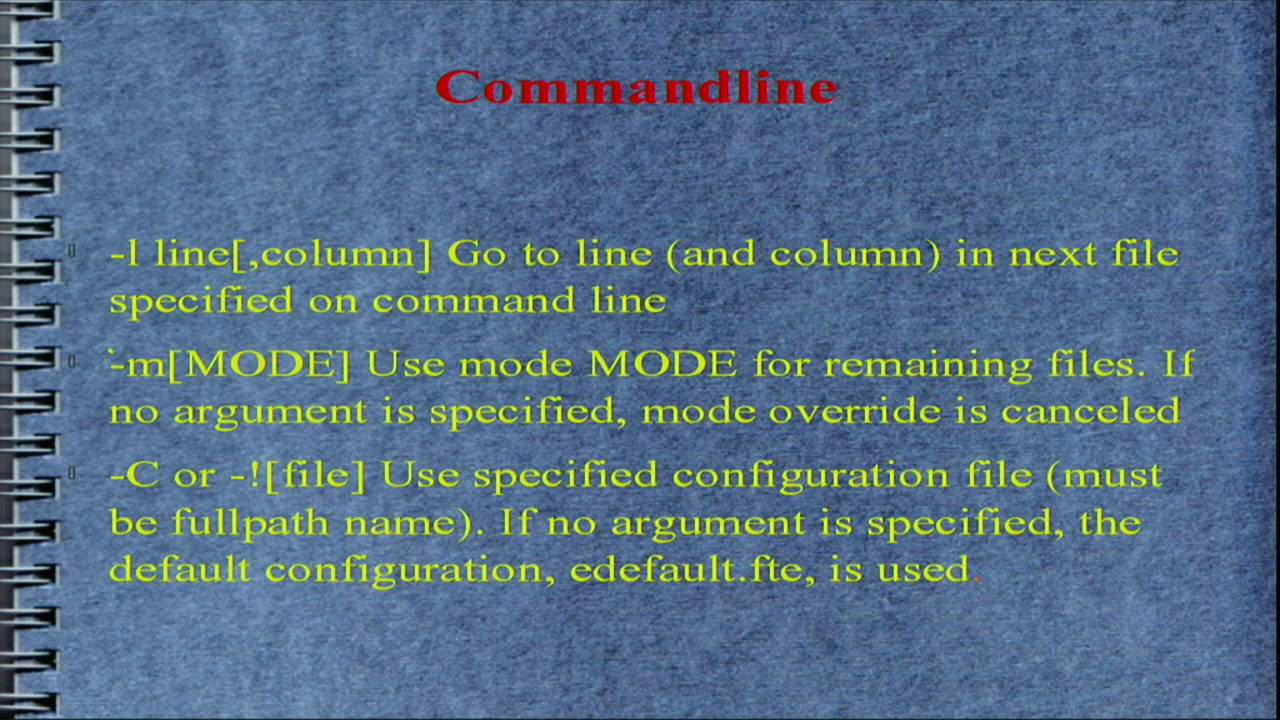 Commandline
-l line[,column] Go to line (and column) in next file
specified on command line
`-m[MODE] Use mode MODE for remaining files. If
no argument is specified, mode override is canceled
-C or -![file] Use specified configuration file (must
be fullpath name). If no argument is specified, the
default configuration, edefault.fte, is used.